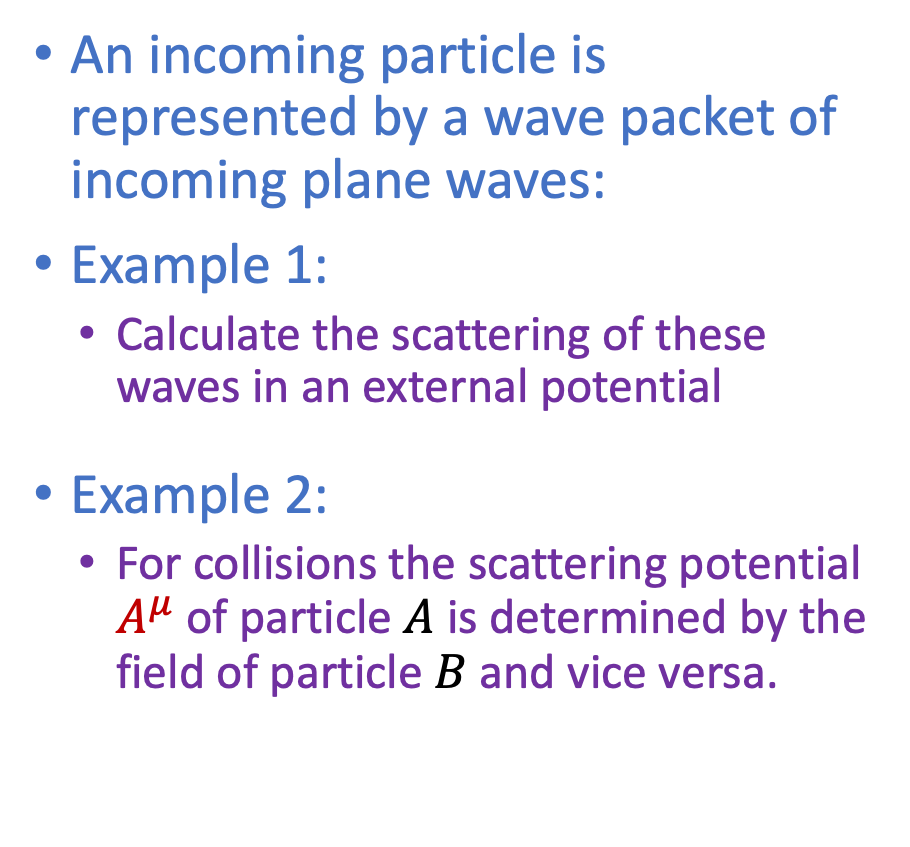 • An incoming particle is
represented by a wave packet of
incoming plane waves:
• Example 1:
• Calculate the scattering of these
waves in an external potential
• Example 2:
• For collisions the scattering potential
𝐴^𝜇 of particle 𝐴 is determined by the
field of particle 𝐵 and vice versa.